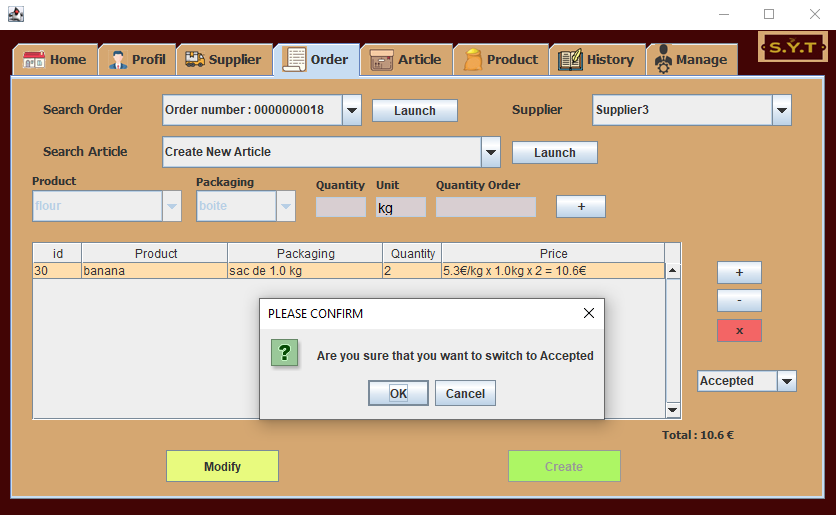 Home Profil Supplier Order Article Product History Manage S.Y.T
Search Order Order number : 0000000018 Launch Supplier Supplier3
Search Article Create New Article Launch
Product Packaging Quantity Unit Quantity Order
flour boite kg +
id Product Packaging Quantity Price
30 banana sac de 1.0 kg 2 5.3€/kg x 1.0kg x 2 = 10.6€
+
-
x
PLEASE CONFIRM
? Are you sure that you want to switch to Accepted
OK Cancel
Accepted
Total : 10.6 €
Modify Create